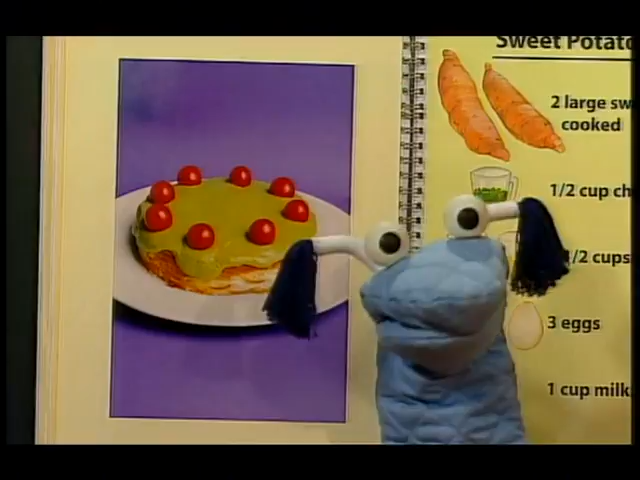 Sweet Potato
2 large sw
cooked
1/2 cup ch
/2 cups
3 eggs
1 cup milk